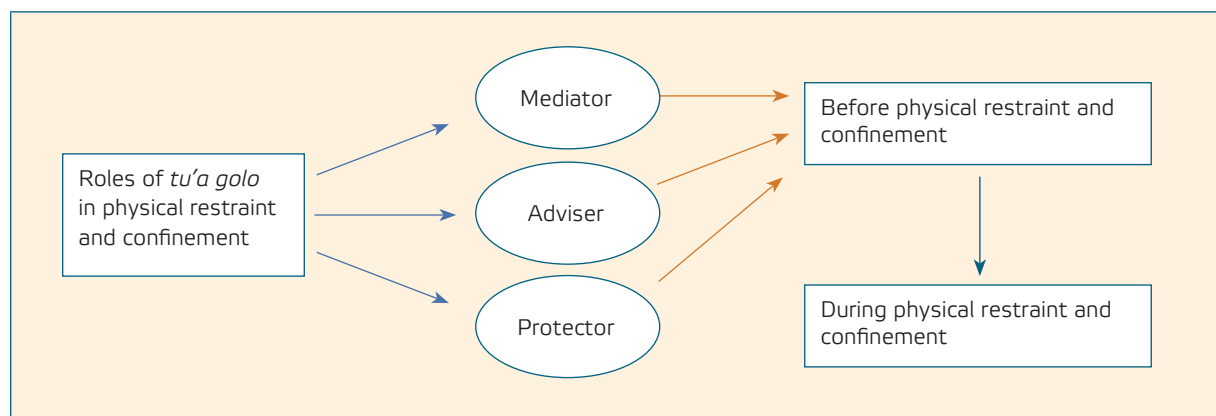 Roles of tu’a golo
in physical restraint
and confinement
Mediator
Adviser
Protector
Before physical restraint and
confinement
During physical restraint and
confinement